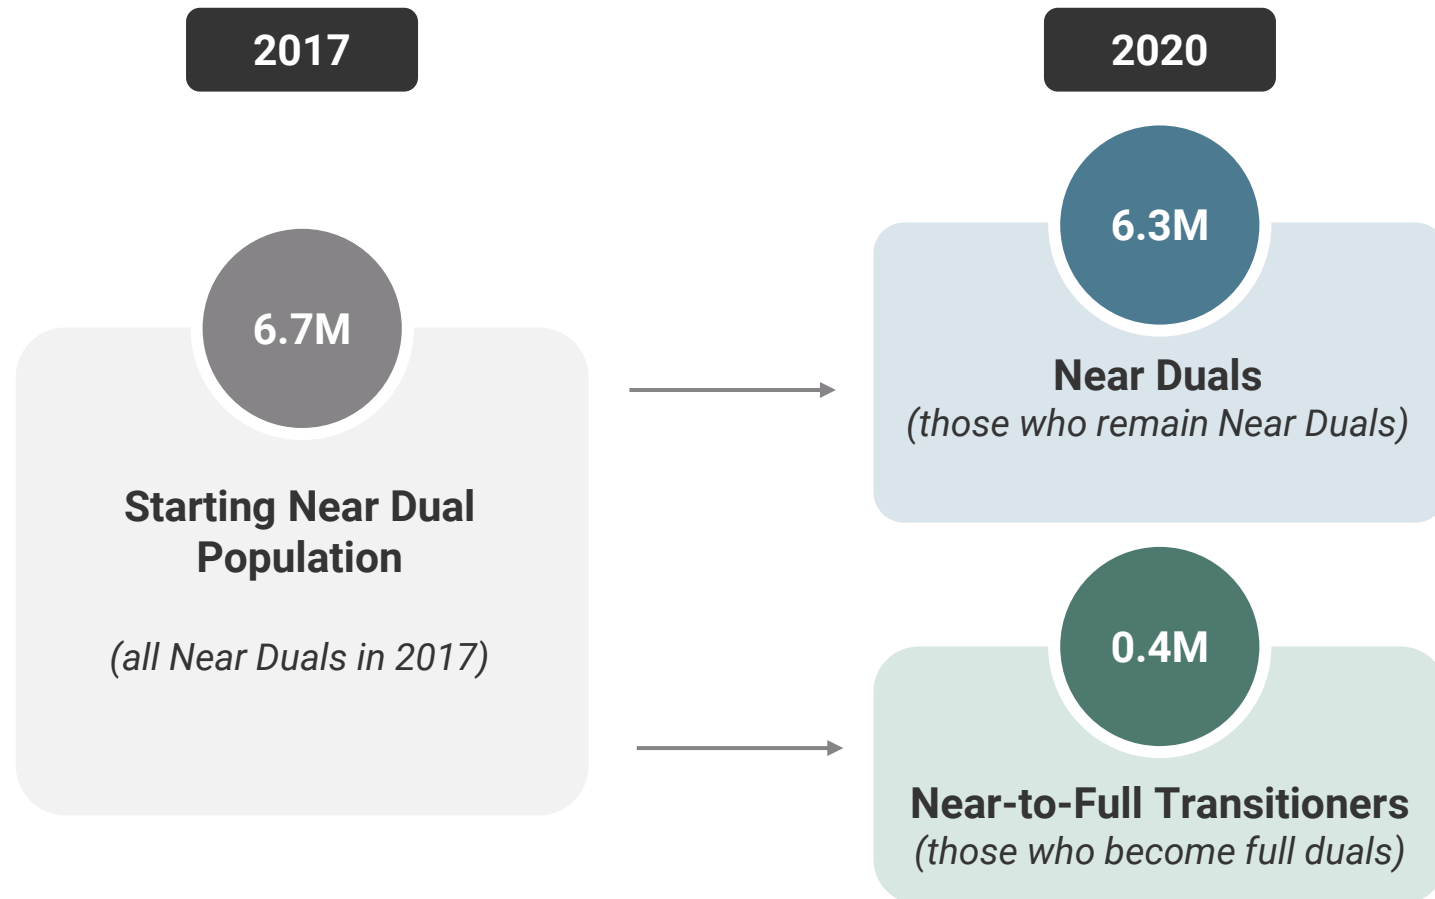 2017
2020
6.7M
Starting Near Dual
Population
(all Near Duals in 2017)
6.3M
Near Duals
(those who remain Near Duals)
0.4M
Near-to-Full Transitioners
(those who become full duals)